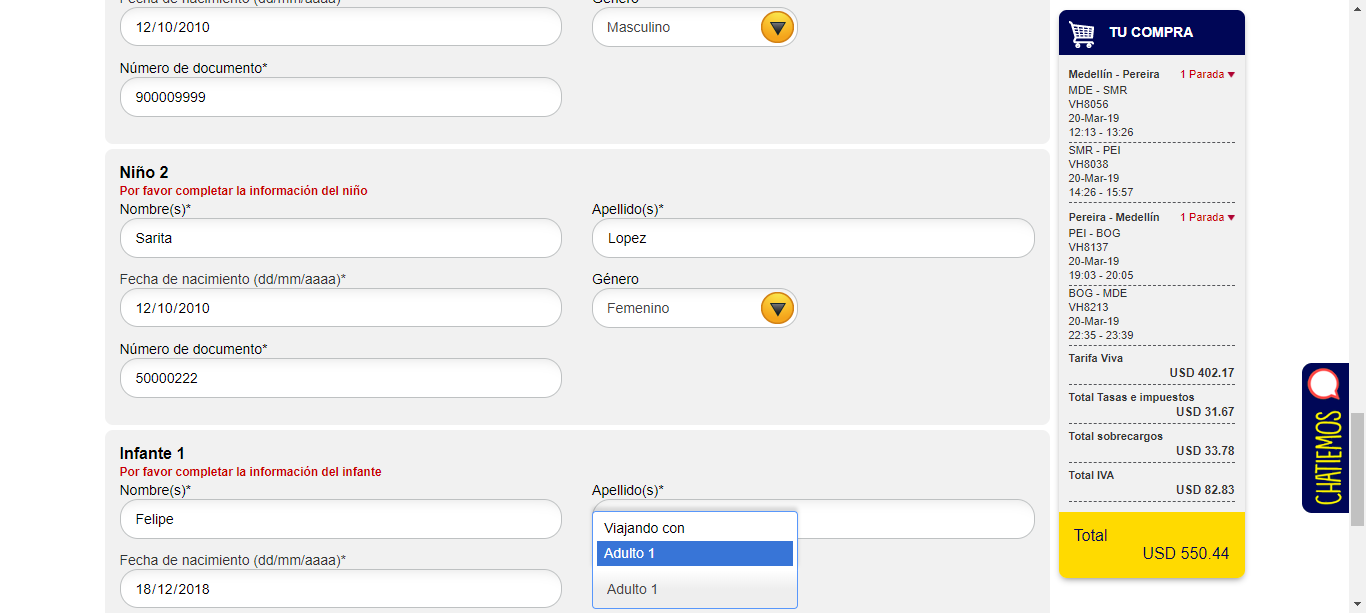 Fecha de nacimiento (dd/mm/aaaa)*
Género
12/10/2010
Masculino
Número de documento*
900009999
Niño 2
Por favor completar la información del niño
Nombre(s)*
Apellido(s)*
Sarita
Lopez
Fecha de nacimiento (dd/mm/aaaa)*
Género
12/10/2010
Femenino
Número de documento*
50000222
Infante 1
Por favor completar la información del infante
Nombre(s)*
Apellido(s)*
Felipe
Viajando con
Adulto 1
Fecha de nacimiento (dd/mm/aaaa)*
18/12/2018
Adulto 1
TU COMPRA
Medellín - Pereira 1 Parada
MDE - SMR
VH8056
20-Mar-19
12:13 - 13:26
SMR - PEI
VH8038
20-Mar-19
14:26 - 15:57
Pereira - Medellín 1 Parada
PEI - BOG
VH8137
20-Mar-19
19:03 - 20:05
BOG - MDE
VH8213
20-Mar-19
22:35 - 23:39
Tarifa Viva
USD 402.17
Total Tasas e impuestos
USD 31.67
Total sobrecargos
USD 33.78
Total IVA
USD 82.83
Total
USD 550.44
CHATIEMOS